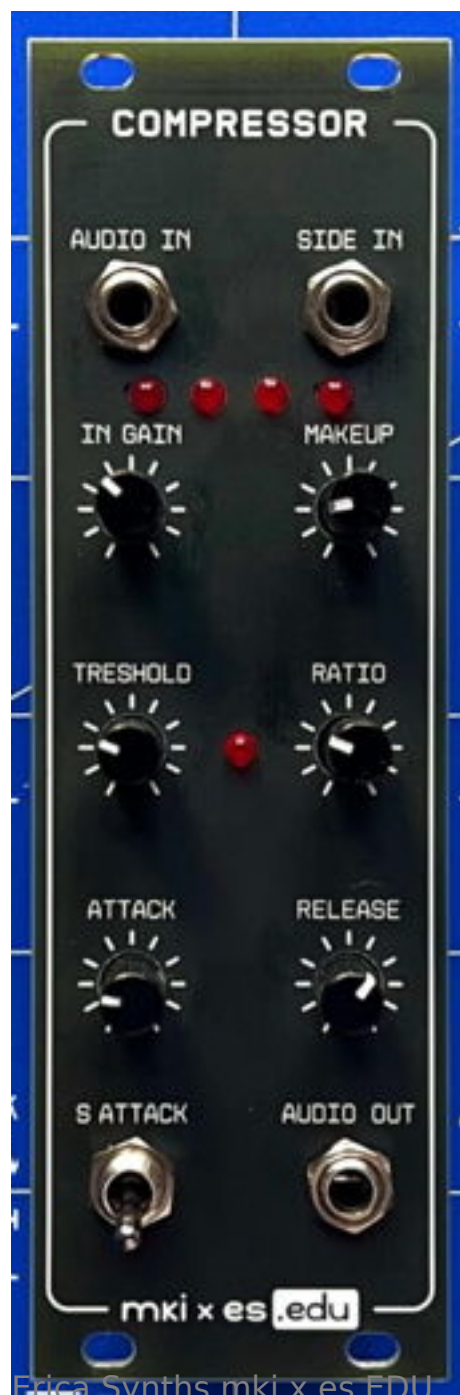 COMPRESSOR
AUDIO IN SIDE IN
IN GAIN MAKEUP
TRESHOLD RATIO
ATTACK RELEASE
S ATTACK AUDIO OUT
mki x es .edu
Erica Synths mki x es EDU